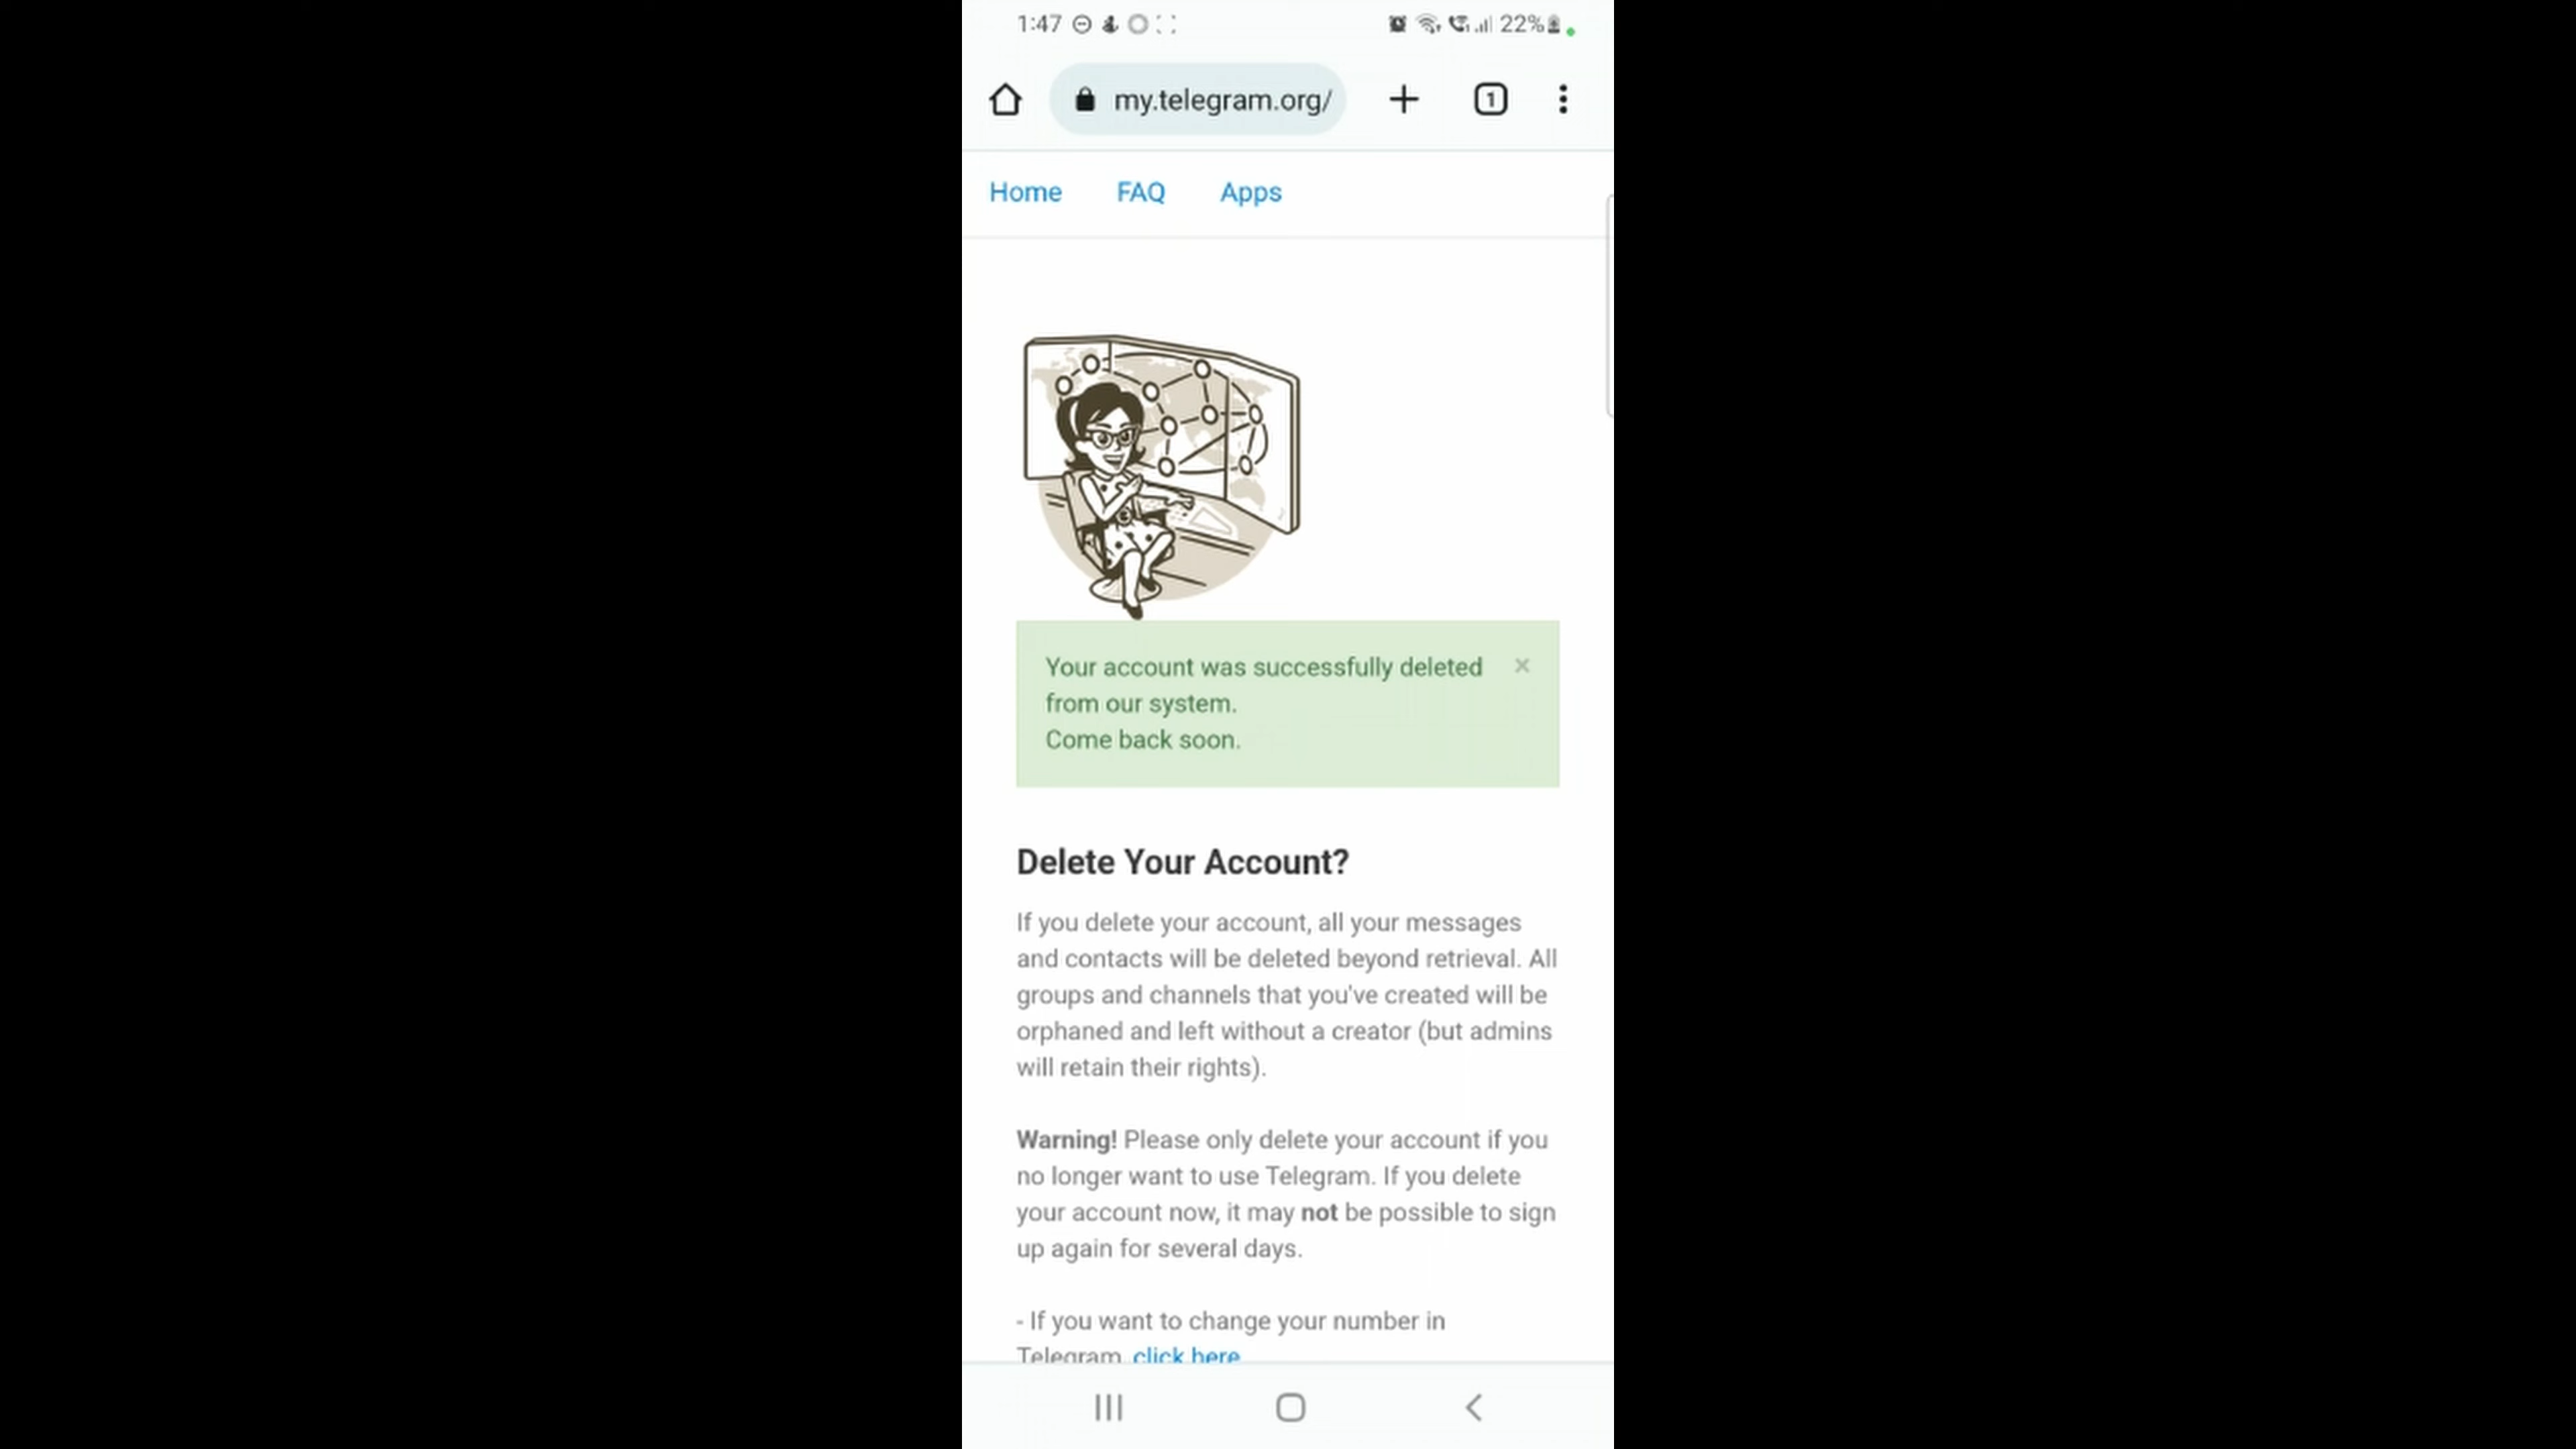 1:47 22%
my.telegram.org/ 1
Home FAQ Apps
Your account was successfully deleted
from our system.
Come back soon.
Delete Your Account?
If you delete your account, all your messages
and contacts will be deleted beyond retrieval. All
groups and channels that you've created will be
orphaned and left without a creator (but admins
will retain their rights).
Warning! Please only delete your account if you
no longer want to use Telegram. If you delete
your account now, it may not be possible to sign
up again for several days.
- If you want to change your number in
Telegram, click here